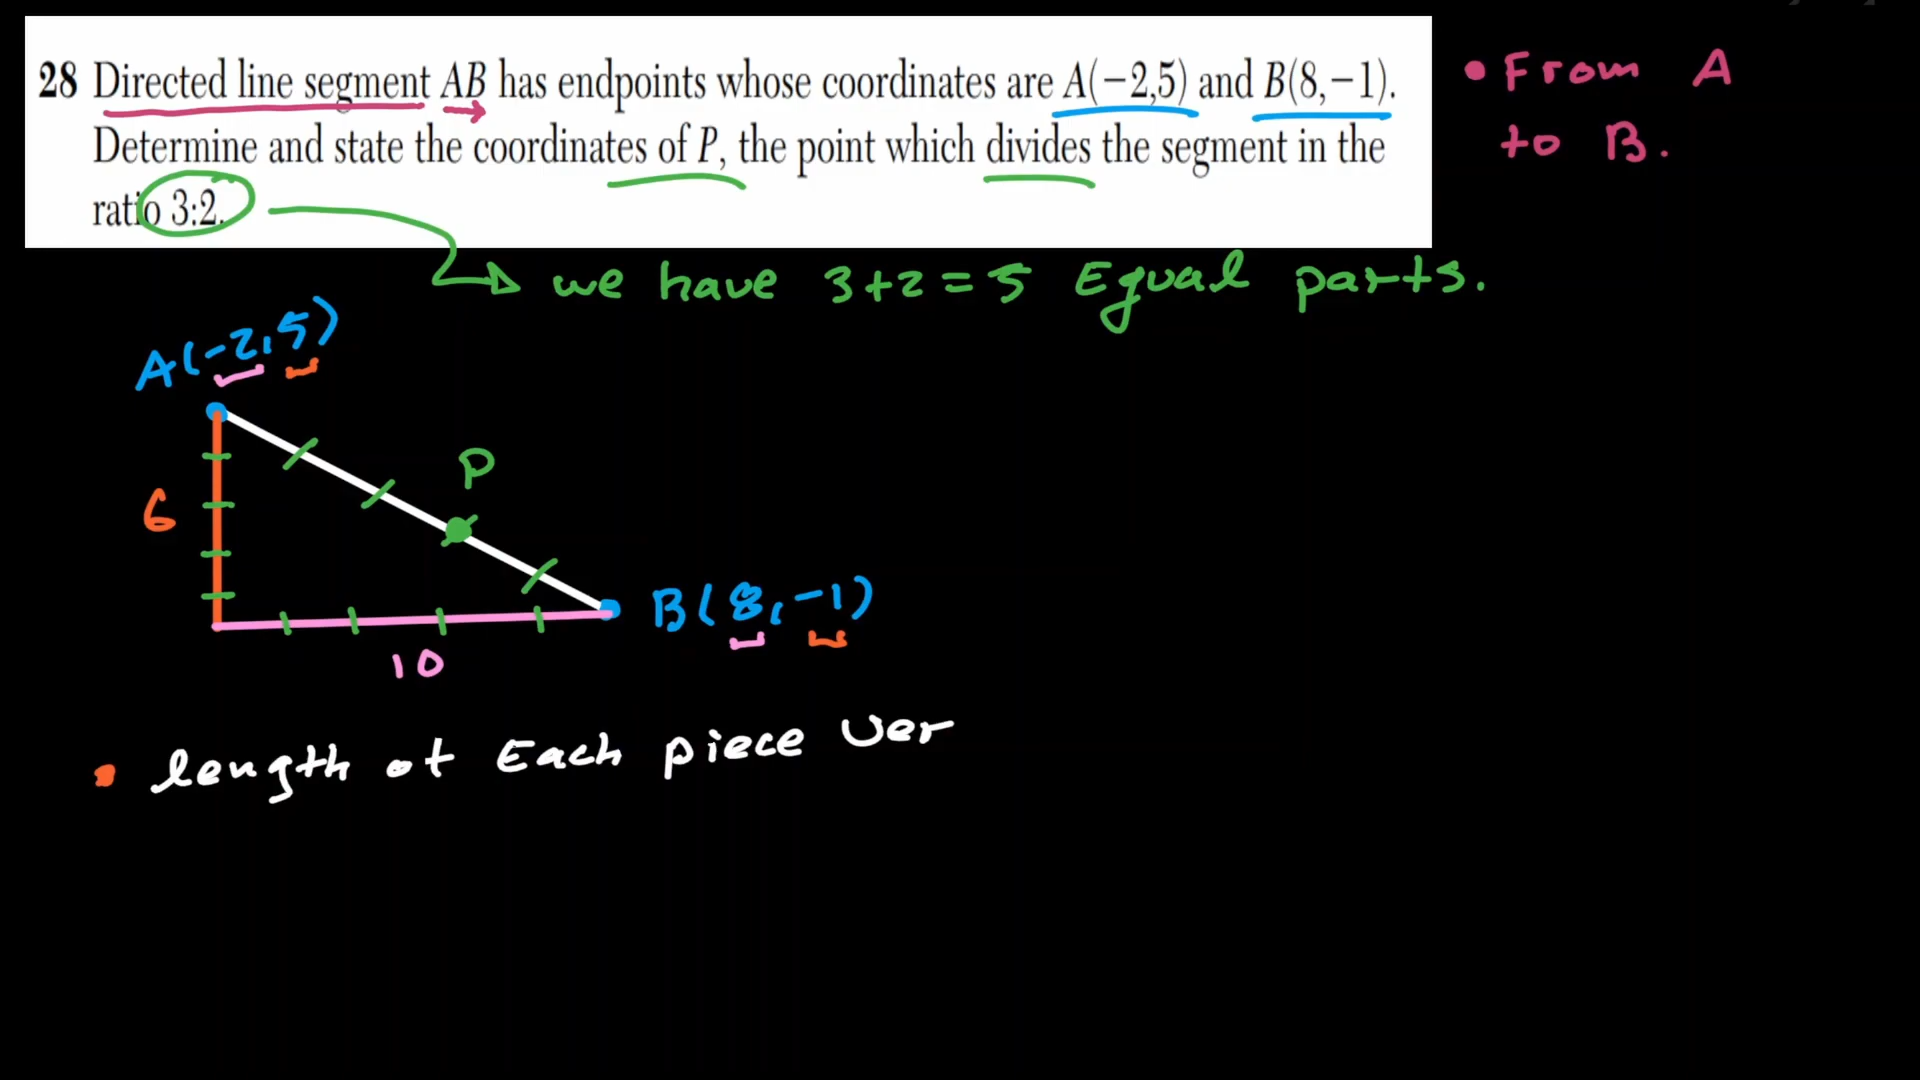 28 Directed line segment AB has endpoints whose coordinates are A(−2,5) and B(8,−1).
Determine and state the coordinates of P, the point which divides the segment in the
ratio 3:2.
• From A
to B.
we have 3+2=5 Equal parts.
A(-2,5)
P
6
B(8,-1)
10
• length of Each piece Ver